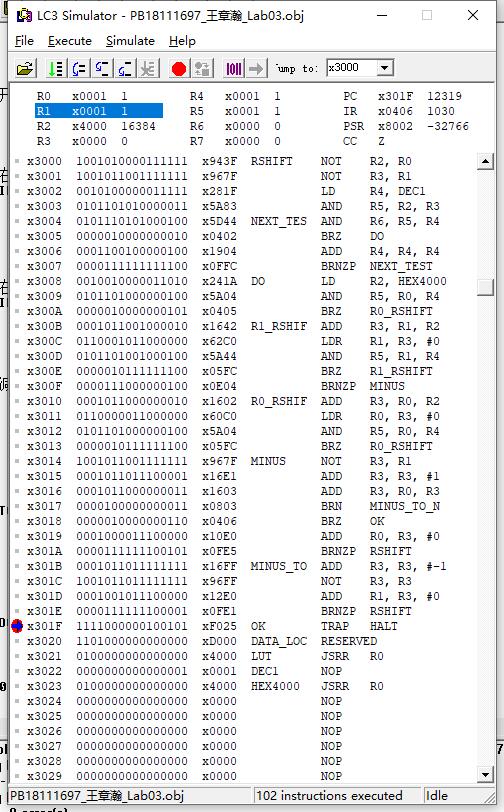 LC3 Simulator - PB18111697_王章瀚_Lab03.obj
File Execute Simulate Help
Jump to: x3000
R0 x0001 1 R4 x0001 1 PC x301F 12319
R1 x0001 1 R5 x0001 1 IR x0406 1030
R2 x4000 16384 R6 x0000 0 PSR x8002 -32766
R3 x0000 0 R7 x0000 0 CC Z
x3000 1001010000111111 x943F RSHIFT NOT R2, R0
x3001 1001011001111111 x967F NOT R3, R1
x3002 0010100000011111 x281F LD R4, DEC1
x3003 0101101010000011 x5A83 AND R5, R2, R3
x3004 0101110101000100 x5D44 NEXT_TES AND R6, R5, R4
x3005 0000010000000010 x0402 BRZ DO
x3006 0001100100000100 x1904 ADD R4, R4, R4
x3007 0000111111111100 x0FFC BRNZP NEXT_TEST
x3008 0010010000011010 x241A DO LD R2, HEX4000
x3009 0101101000000100 x5A04 AND R5, R0, R4
x300A 0000010000000101 x0405 BRZ R0_RSHIFT
x300B 0001011001000010 x1642 R1_RSHIF ADD R3, R1, R2
x300C 0110001011000000 x62C0 LDR R1, R3, #0
x300D 0101101001000100 x5A44 AND R5, R1, R4
x300E 0000010111111100 x05FC BRZ R1_RSHIFT
x300F 0000111000000100 x0E04 BRNZP MINUS
x3010 0001011000000010 x1602 R0_RSHIF ADD R3, R0, R2
x3011 0110000011000000 x60C0 LDR R0, R3, #0
x3012 0101101000000100 x5A04 AND R5, R0, R4
x3013 0000010111111100 x05FC BRZ R0_RSHIFT
x3014 1001011001111111 x967F MINUS NOT R3, R1
x3015 0001011011100001 x16E1 ADD R3, R3, #1
x3016 0001011000000011 x1603 ADD R3, R0, R3
x3017 0000100000000011 x0803 BRN MINUS_TO_N
x3018 0000010000000110 x0406 BRZ OK
x3019 0001000011100000 x10E0 ADD R0, R3, #0
x301A 0000111111100101 x0FE5 BRNZP RSHIFT
x301B 0001011011111111 x16FF MINUS_TO ADD R3, R3, #-1
x301C 1001011011111111 x96FF NOT R3, R3
x301D 0001001011100000 x12E0 ADD R1, R3, #0
x301E 0000111111100001 x0FE1 BRNZP RSHIFT
x301F 1111000000100101 xF025 OK TRAP HALT
x3020 1101000000000000 xD000 DATA_LOC RESERVED
x3021 0100000000000000 x4000 LUT JSRR R0
x3022 0000000000000001 x0001 DEC1 NOP
x3023 0100000000000000 x4000 HEX4000 JSRR R0
x3024 0000000000000000 x0000 NOP
x3025 0000000000000000 x0000 NOP
x3026 0000000000000000 x0000 NOP
x3027 0000000000000000 x0000 NOP
x3028 0000000000000000 x0000 NOP
x3029 0000000000000000 x0000 NOP
PB18111697_王章瀚_Lab03.obj 102 instructions executed Idle